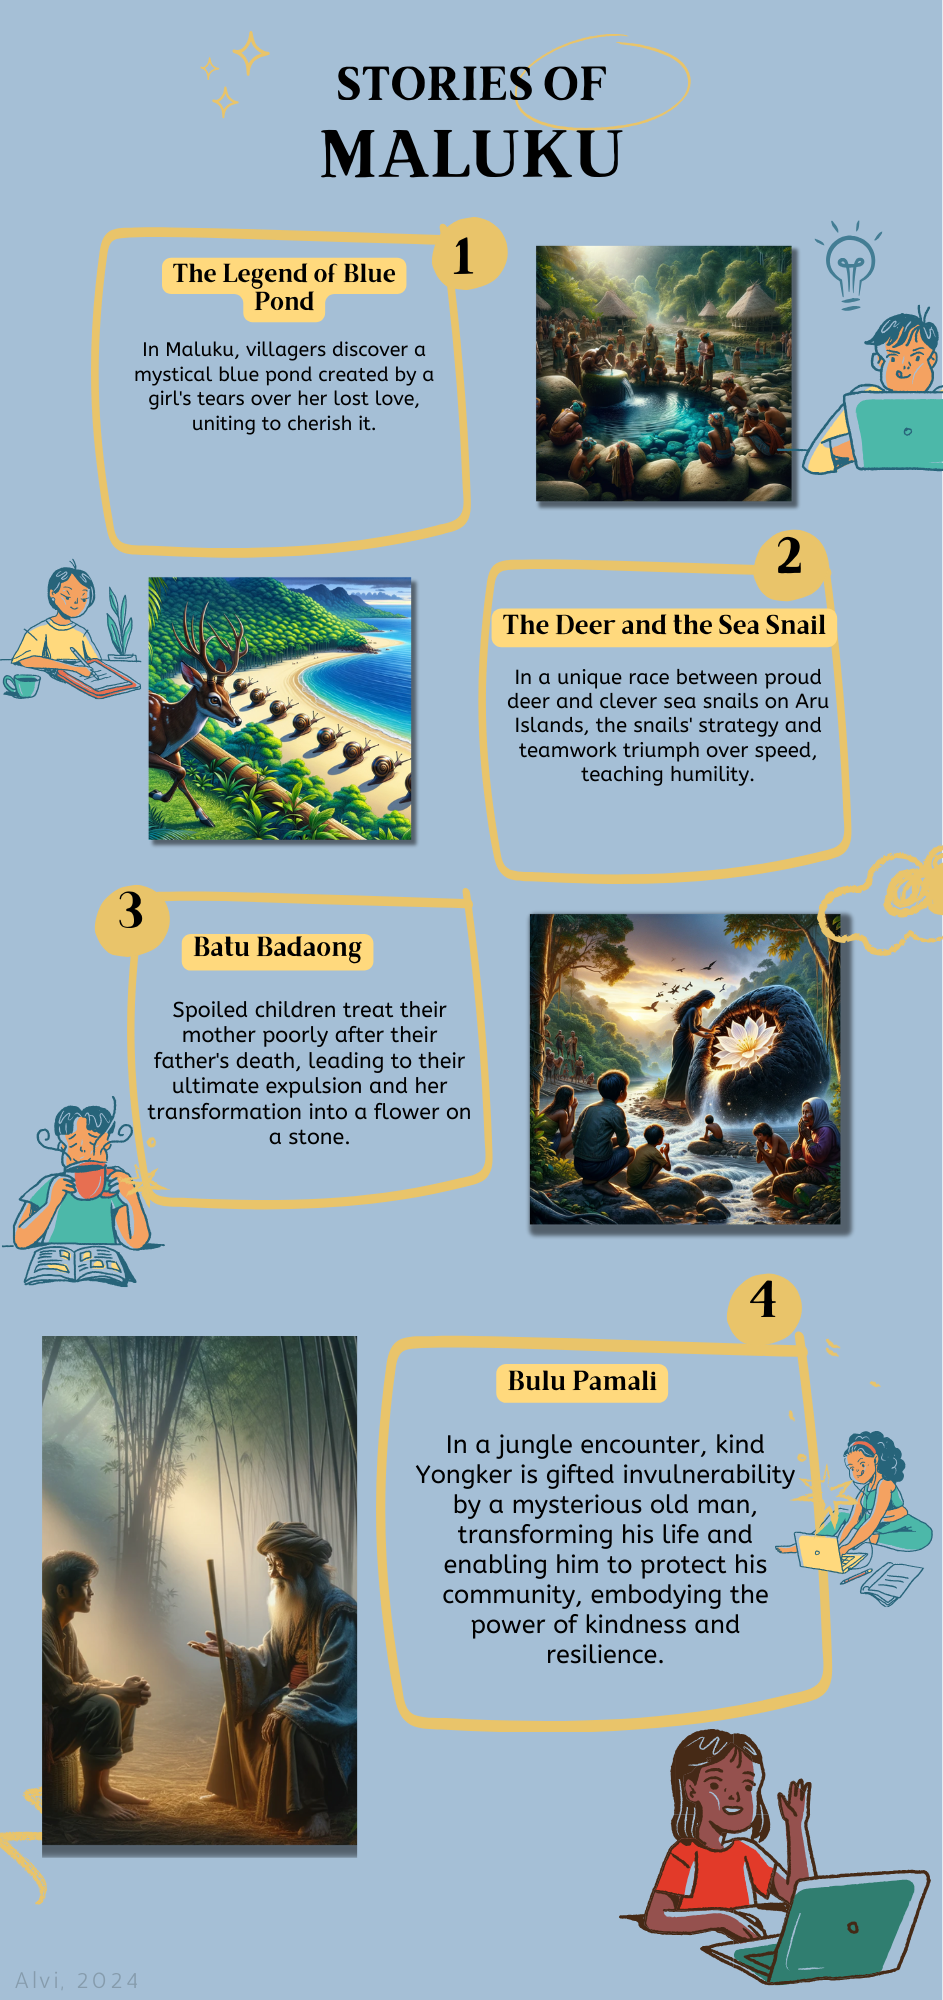 STORIES OF
MALUKU
1
The Legend of Blue
Pond
In Maluku, villagers discover a
mystical blue pond created by a
girl's tears over her lost love,
uniting to cherish it.
2
The Deer and the Sea Snail
In a unique race between proud
deer and clever sea snails on Aru
Islands, the snails' strategy and
teamwork triumph over speed,
teaching humility.
3
Batu Badaong
Spoiled children treat their
mother poorly after their
father's death, leading to their
ultimate expulsion and her
transformation into a flower on
a stone.
4
Bulu Pamali
In a jungle encounter, kind
Yongker is gifted invulnerability
by a mysterious old man,
transforming his life and
enabling him to protect his
community, embodying the
power of kindness and
resilience.
Alvi, 2024